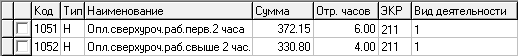 Код Тип Наименование Сумма Отр. часов ЭКР Вид деятельности
1051 Н Опл.сверхуроч.раб.перв.2 часа 372.15 6.00 211 1
1052 Н Опл.сверхуроч.раб.свыше 2 час. 330.80 4.00 211 1